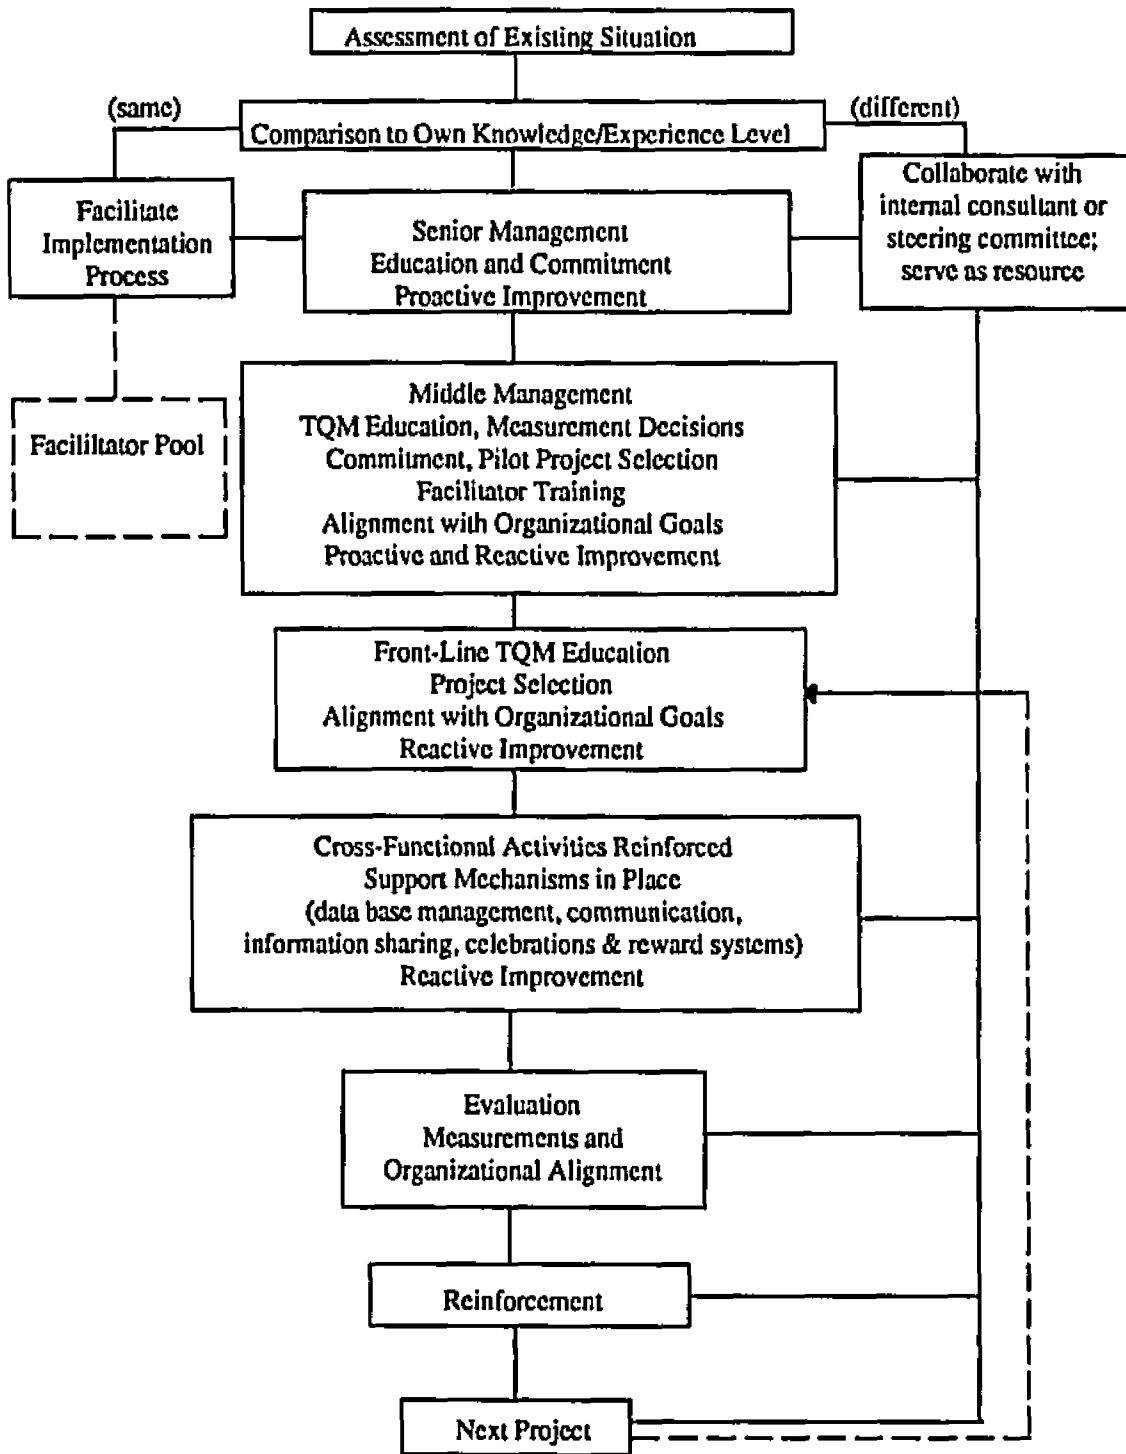 Assessment of Existing Situation
(same)
(different)
Comparison to Own Knowledge/Experience Level
Facilitate
Implementation
Process
Senior Management
Education and Commitment
Proactive Improvement
Collaborate with
internal consultant or
steering committee;
serve as resource
Facililtator Pool
Middle Management
TQM Education, Measurement Decisions
Commitment, Pilot Project Selection
Facilitator Training
Alignment with Organizational Goals
Proactive and Reactive Improvement
Front-Line TQM Education
Project Selection
Alignment with Organizational Goals
Reactive Improvement
Cross-Functional Activities Reinforced
Support Mechanisms in Place
(data base management, communication,
information sharing, celebrations & reward systems)
Reactive Improvement
Evaluation
Measurements and
Organizational Alignment
Reinforcement
Next Project